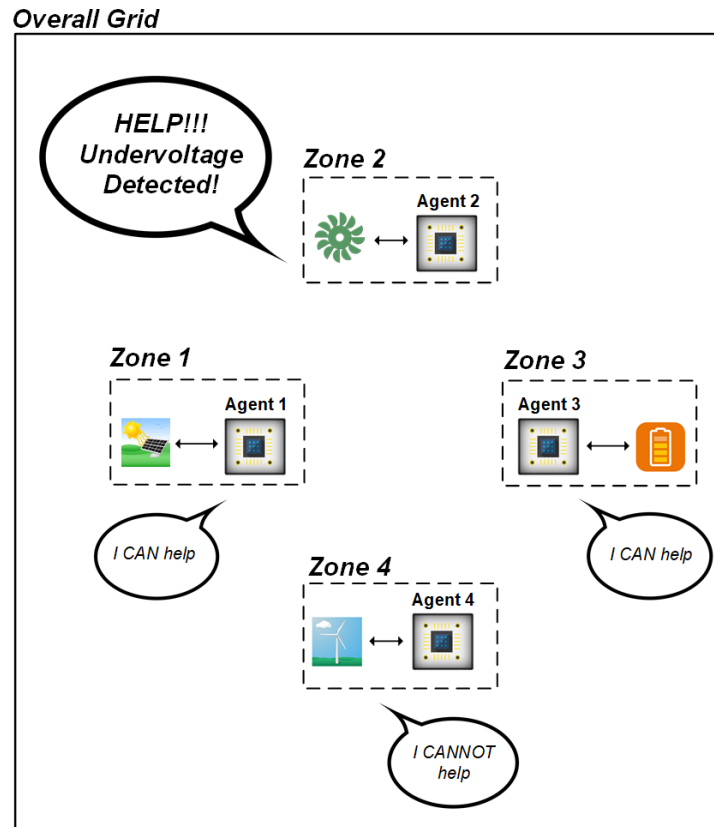 Overall Grid
HELP!!!
Undervoltage
Detected!
Zone 2
Agent 2
Zone 1
Agent 1
I CAN help
Zone 3
Agent 3
I CAN help
Zone 4
Agent 4
I CANNOT
help